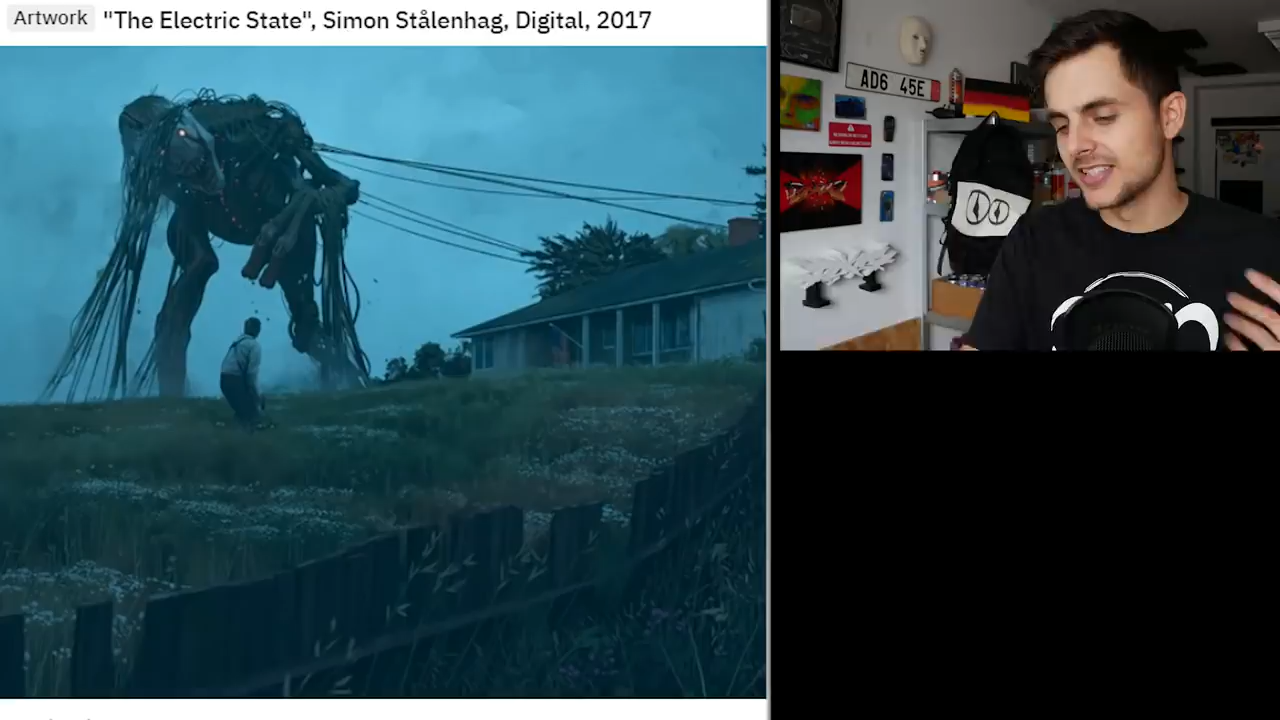 Artwork "The Electric State", Simon Stålenhag, Digital, 2017
AD6 45E